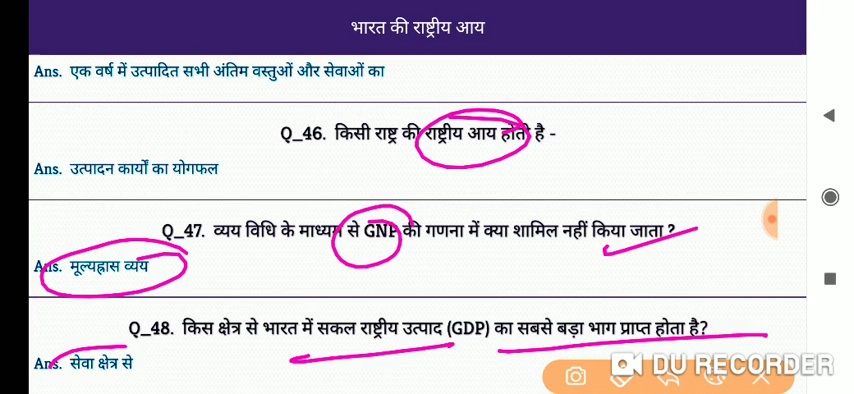 भारत की राष्ट्रीय आय
Ans. एक वर्ष में उत्पादित सभी अंतिम वस्तुओं और सेवाओं का
Q_46. किसी राष्ट्र की राष्ट्रीय आय होती है -
Ans. उत्पादन कार्यों का योगफल
Q_47. व्यय विधि के माध्यम से GNP की गणना में क्या शामिल नहीं किया जाता ?
Ans. मूल्यह्रास व्यय
Q_48. किस क्षेत्र से भारत में सकल राष्ट्रीय उत्पाद (GDP) का सबसे बड़ा भाग प्राप्त होता है?
Ans. सेवा क्षेत्र से
DU RECORDER